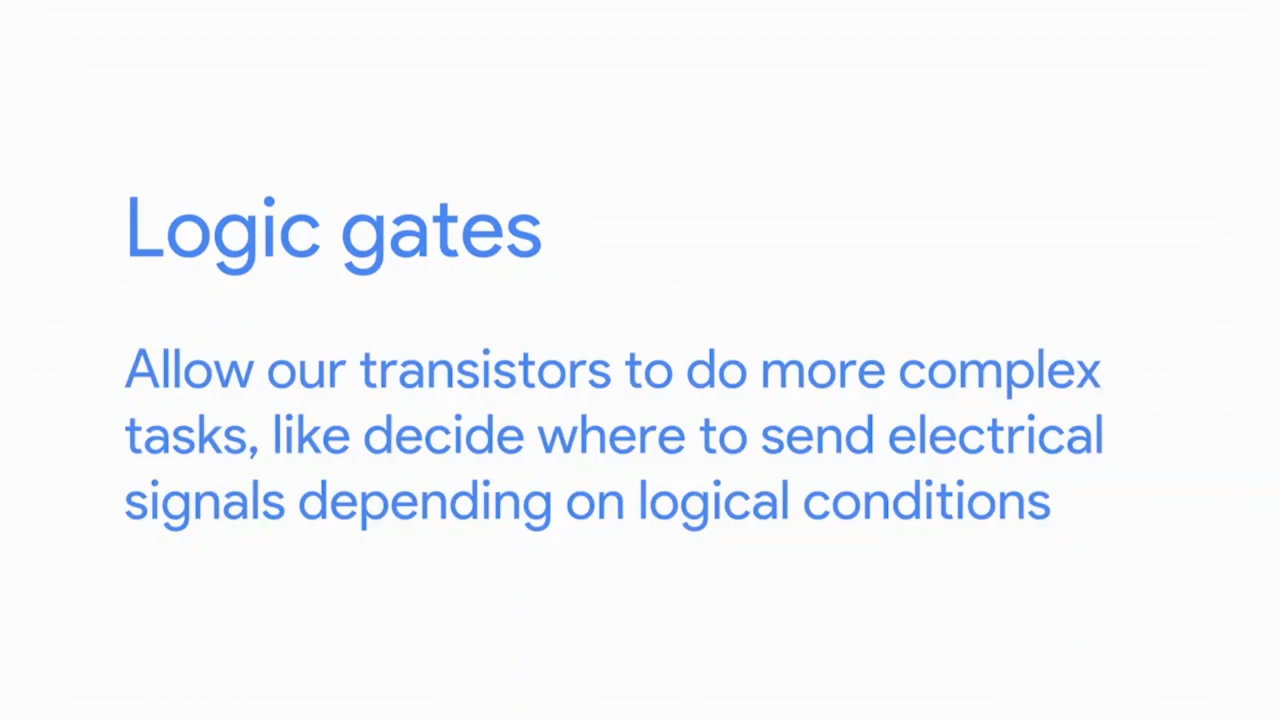 Logic gates
Allow our transistors to do more complex
tasks, like decide where to send electrical
signals depending on logical conditions